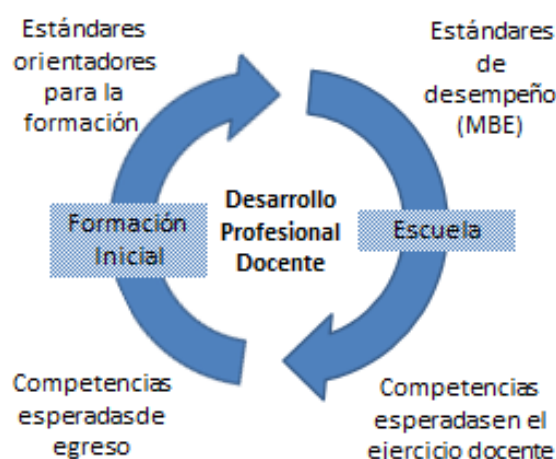 Estándares
orientadores
para la
formación
Estándares
de
desempeño
(MBE)
Desarrollo
Profesional
Docente
Formación
Inicial
Escuela
Competencias
esperadasde
egreso
Competencias
esperadasen el
ejercicio docente